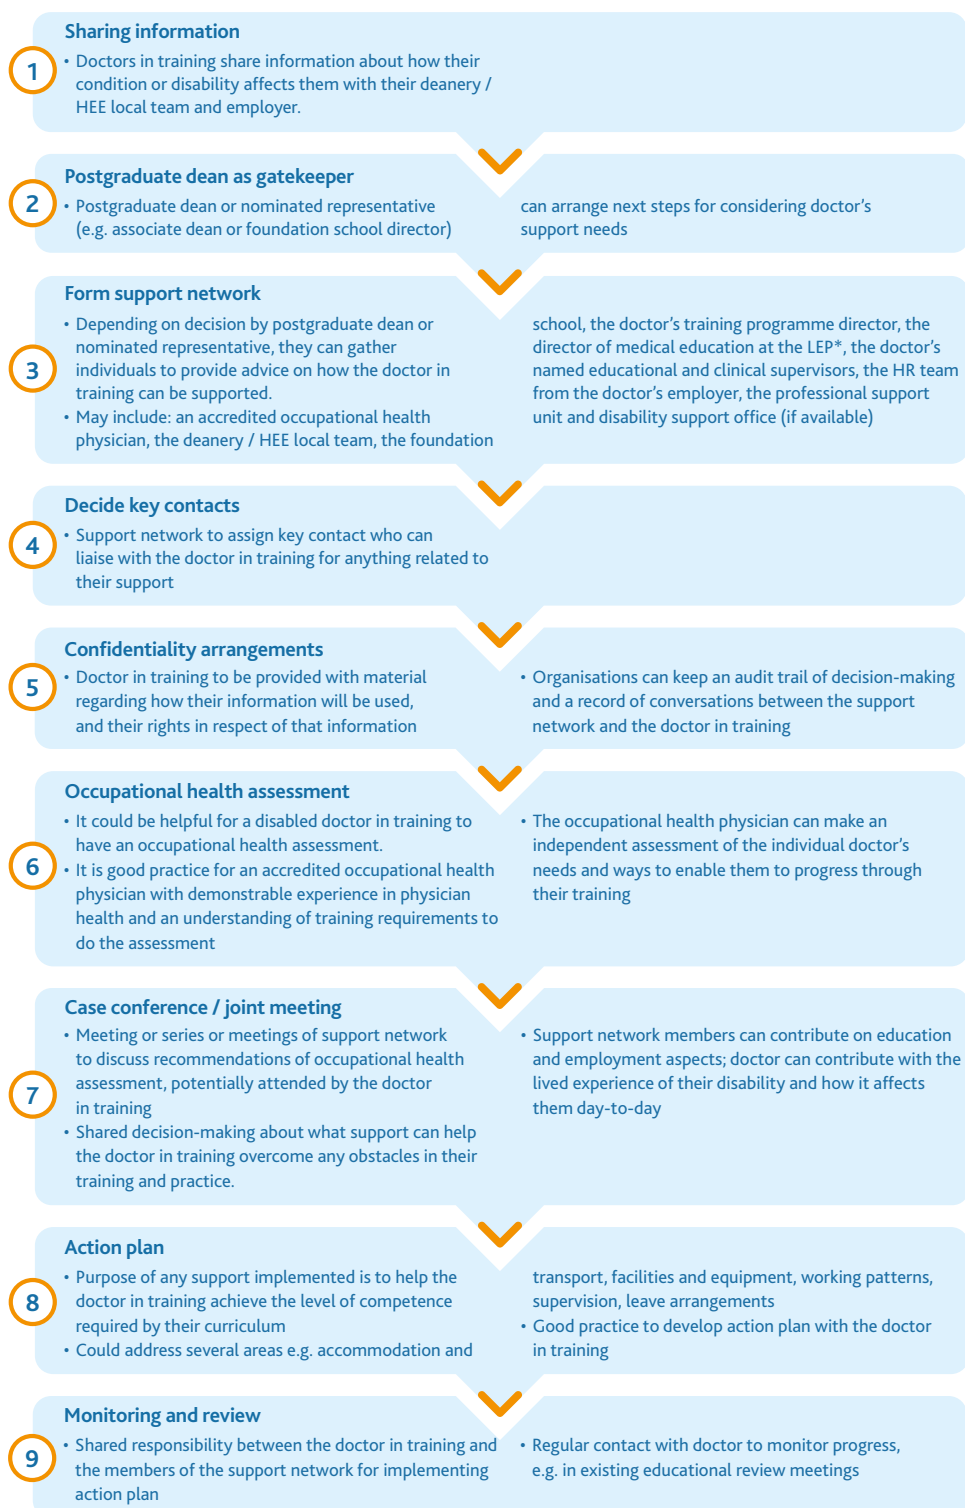 Sharing information
1
• Doctors in training share information about how their
condition or disability affects them with their deanery /
HEE local team and employer.
Postgraduate dean as gatekeeper
2
• Postgraduate dean or nominated representative
(e.g. associate dean or foundation school director)
can arrange next steps for considering doctor’s
support needs
Form support network
3
• Depending on decision by postgraduate dean or
nominated representative, they can gather
individuals to provide advice on how the doctor in
training can be supported.
• May include: an accredited occupational health
physician, the deanery / HEE local team, the foundation
school, the doctor’s training programme director, the
director of medical education at the LEP*, the doctor’s
named educational and clinical supervisors, the HR team
from the doctor’s employer, the professional support
unit and disability support office (if available)
Decide key contacts
4
• Support network to assign key contact who can
liaise with the doctor in training for anything related to
their support
Confidentiality arrangements
5
• Doctor in training to be provided with material
regarding how their information will be used,
and their rights in respect of that information
• Organisations can keep an audit trail of decision-making
and a record of conversations between the support
network and the doctor in training
Occupational health assessment
6
• It could be helpful for a disabled doctor in training to
have an occupational health assessment.
• It is good practice for an accredited occupational health
physician with demonstrable experience in physician
health and an understanding of training requirements to
do the assessment
• The occupational health physician can make an
independent assessment of the individual doctor’s
needs and ways to enable them to progress through
their training
Case conference / joint meeting
7
• Meeting or series or meetings of support network
to discuss recommendations of occupational health
assessment, potentially attended by the doctor
in training
• Shared decision-making about what support can help
the doctor in training overcome any obstacles in their
training and practice.
• Support network members can contribute on education
and employment aspects; doctor can contribute with the
lived experience of their disability and how it affects
them day-to-day
Action plan
8
• Purpose of any support implemented is to help the
doctor in training achieve the level of competence
required by their curriculum
• Could address several areas e.g. accommodation and
transport, facilities and equipment, working patterns,
supervision, leave arrangements
• Good practice to develop action plan with the doctor
in training
Monitoring and review
9
• Shared responsibility between the doctor in training and
the members of the support network for implementing
action plan
• Regular contact with doctor to monitor progress,
e.g. in existing educational review meetings